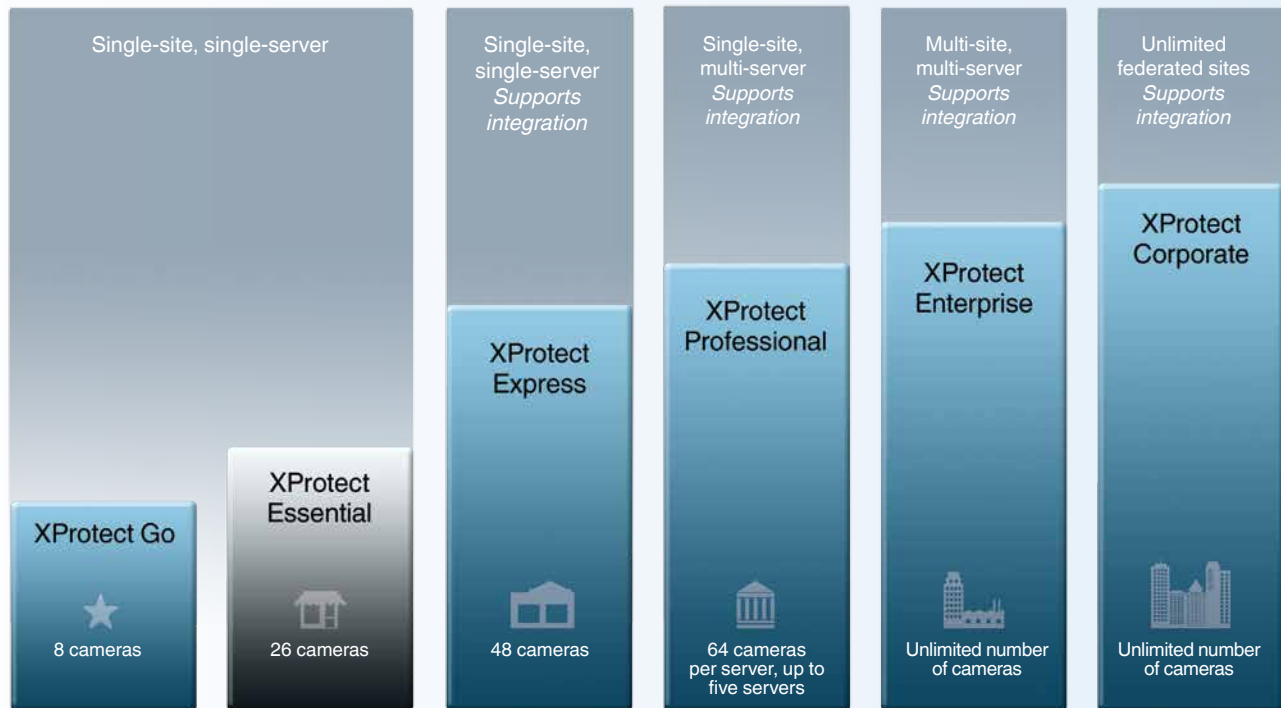 Single-site, single-server
Single-site,
single-server
Supports
integration
Single-site,
multi-server
Supports
integration
Multi-site,
multi-server
Supports
integration
Unlimited
federated sites
Supports
integration
XProtect Go
8 cameras
XProtect
Essential
26 cameras
XProtect
Express
48 cameras
XProtect
Professional
64 cameras
per server, up to
five servers
XProtect
Enterprise
Unlimited number
of cameras
XProtect
Corporate
Unlimited number
of cameras